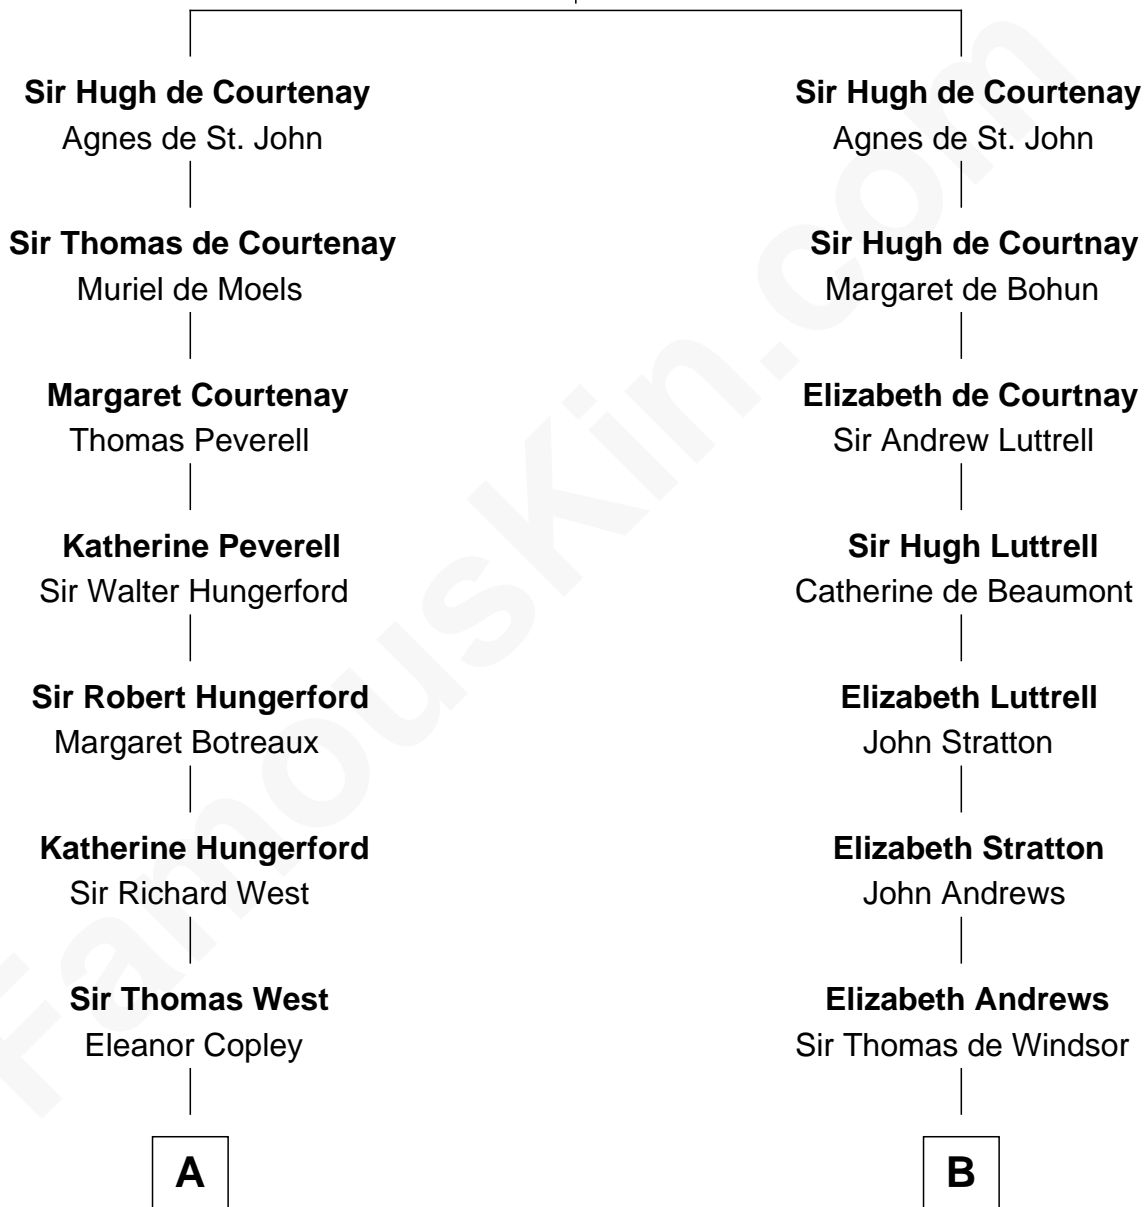 Sir Hugh de Courtenay
Agnes de St. John
Sir Thomas de Courtenay
Muriel de Moels
Margaret Courtenay
Thomas Peverell
Katherine Peverell
Sir Walter Hungerford
Sir Robert Hungerford
Margaret Botreaux
Katherine Hungerford
Sir Richard West
Sir Thomas West
Eleanor Copley
A
Sir Hugh de Courtenay
Agnes de St. John
Sir Hugh de Courtnay
Margaret de Bohun
Elizabeth de Courtnay
Sir Andrew Luttrell
Sir Hugh Luttrell
Catherine de Beaumont
Elizabeth Luttrell
John Stratton
Elizabeth Stratton
John Andrews
Elizabeth Andrews
Sir Thomas de Windsor
B
FamousKin.com